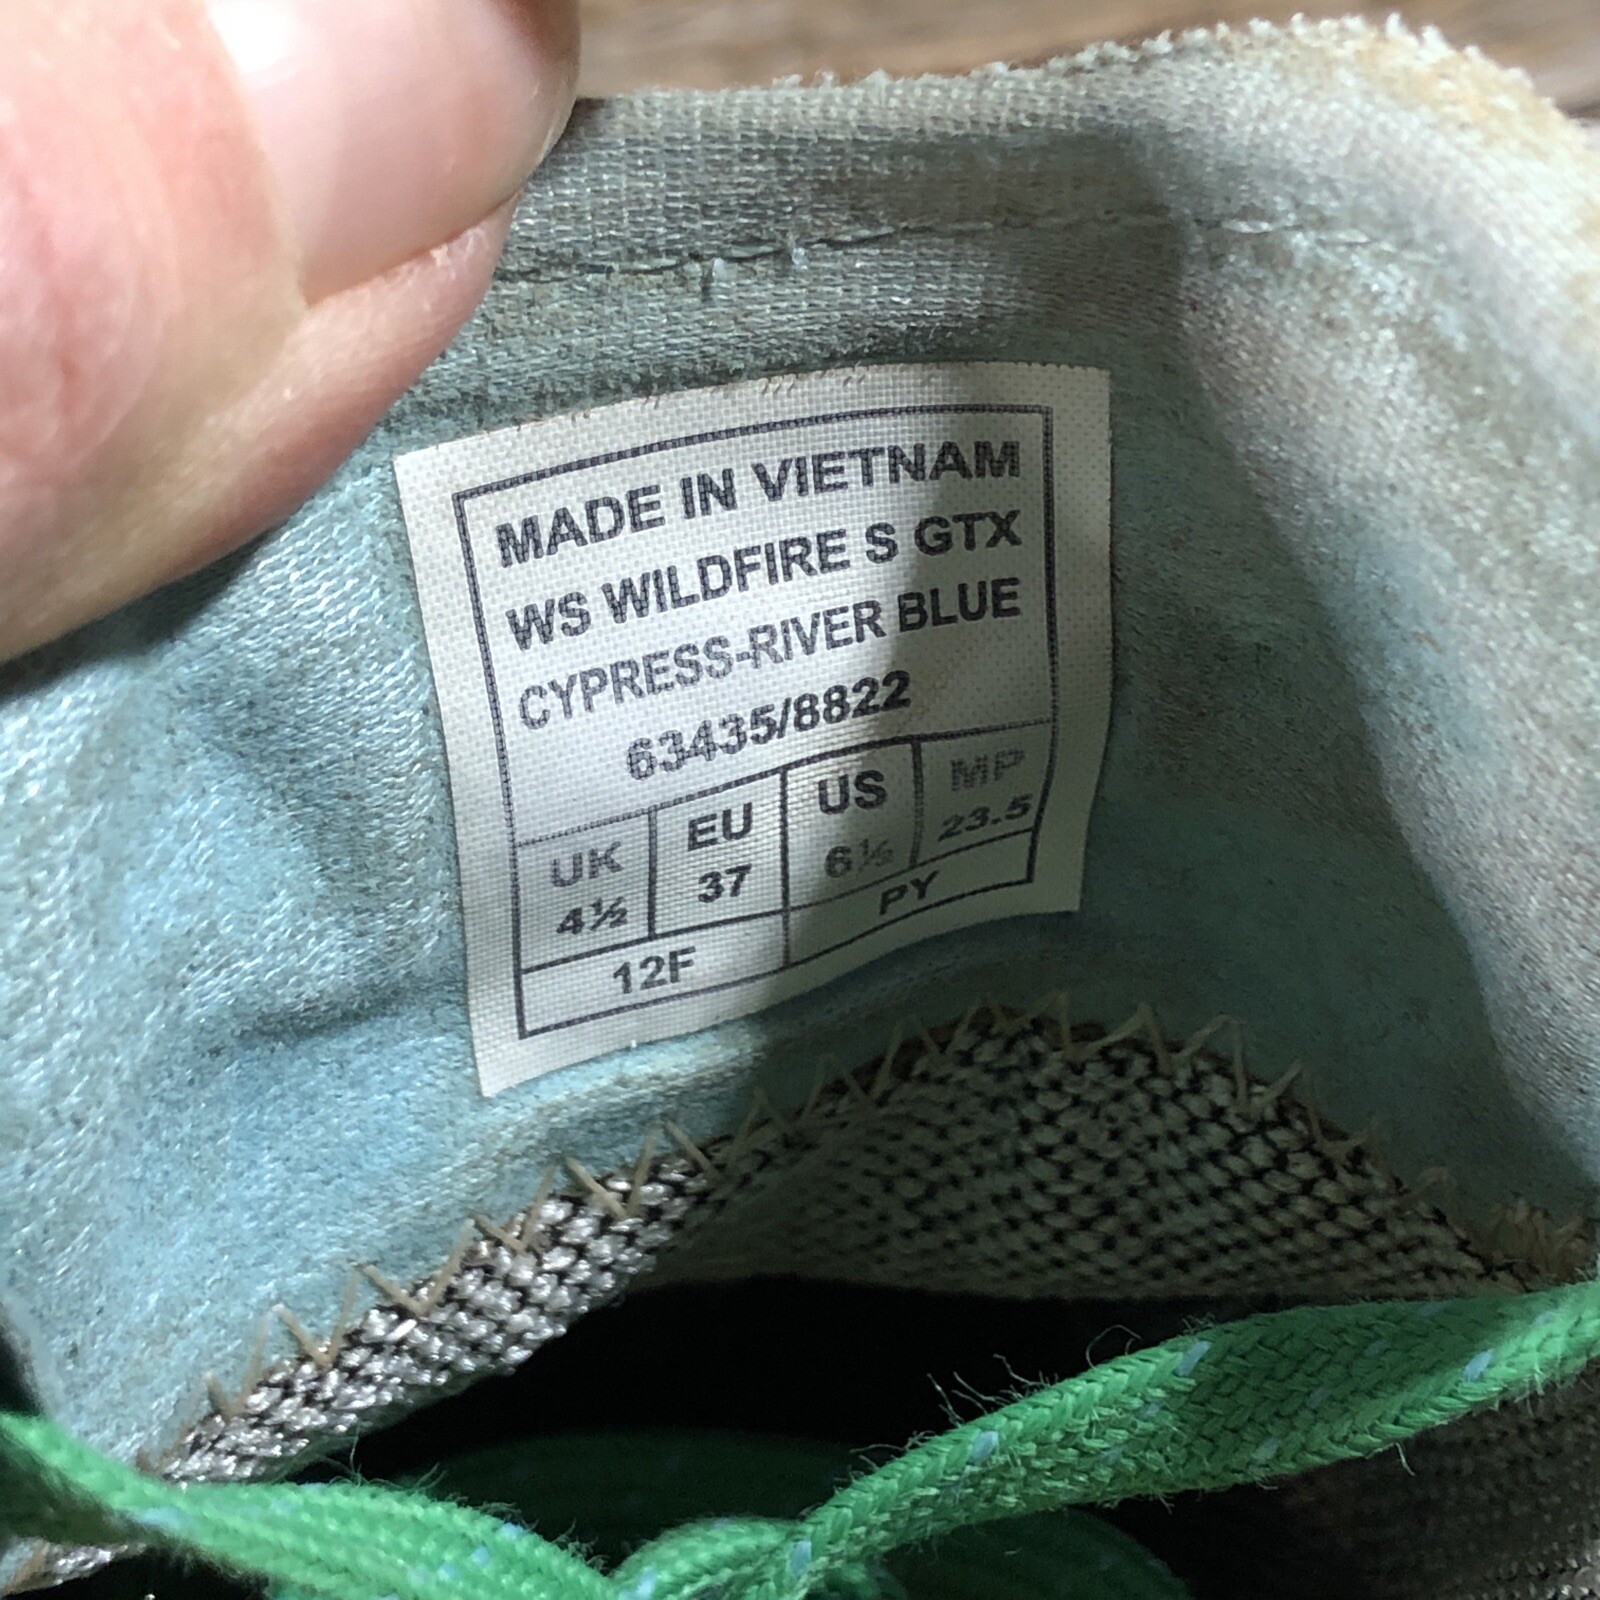 MADE IN VIETNAM
WS WILDFIRE S GTX
CYPRESS-RIVER BLUE
63435/8822
UK EU US MP
4½ 37 6½ 23.5
12F PY